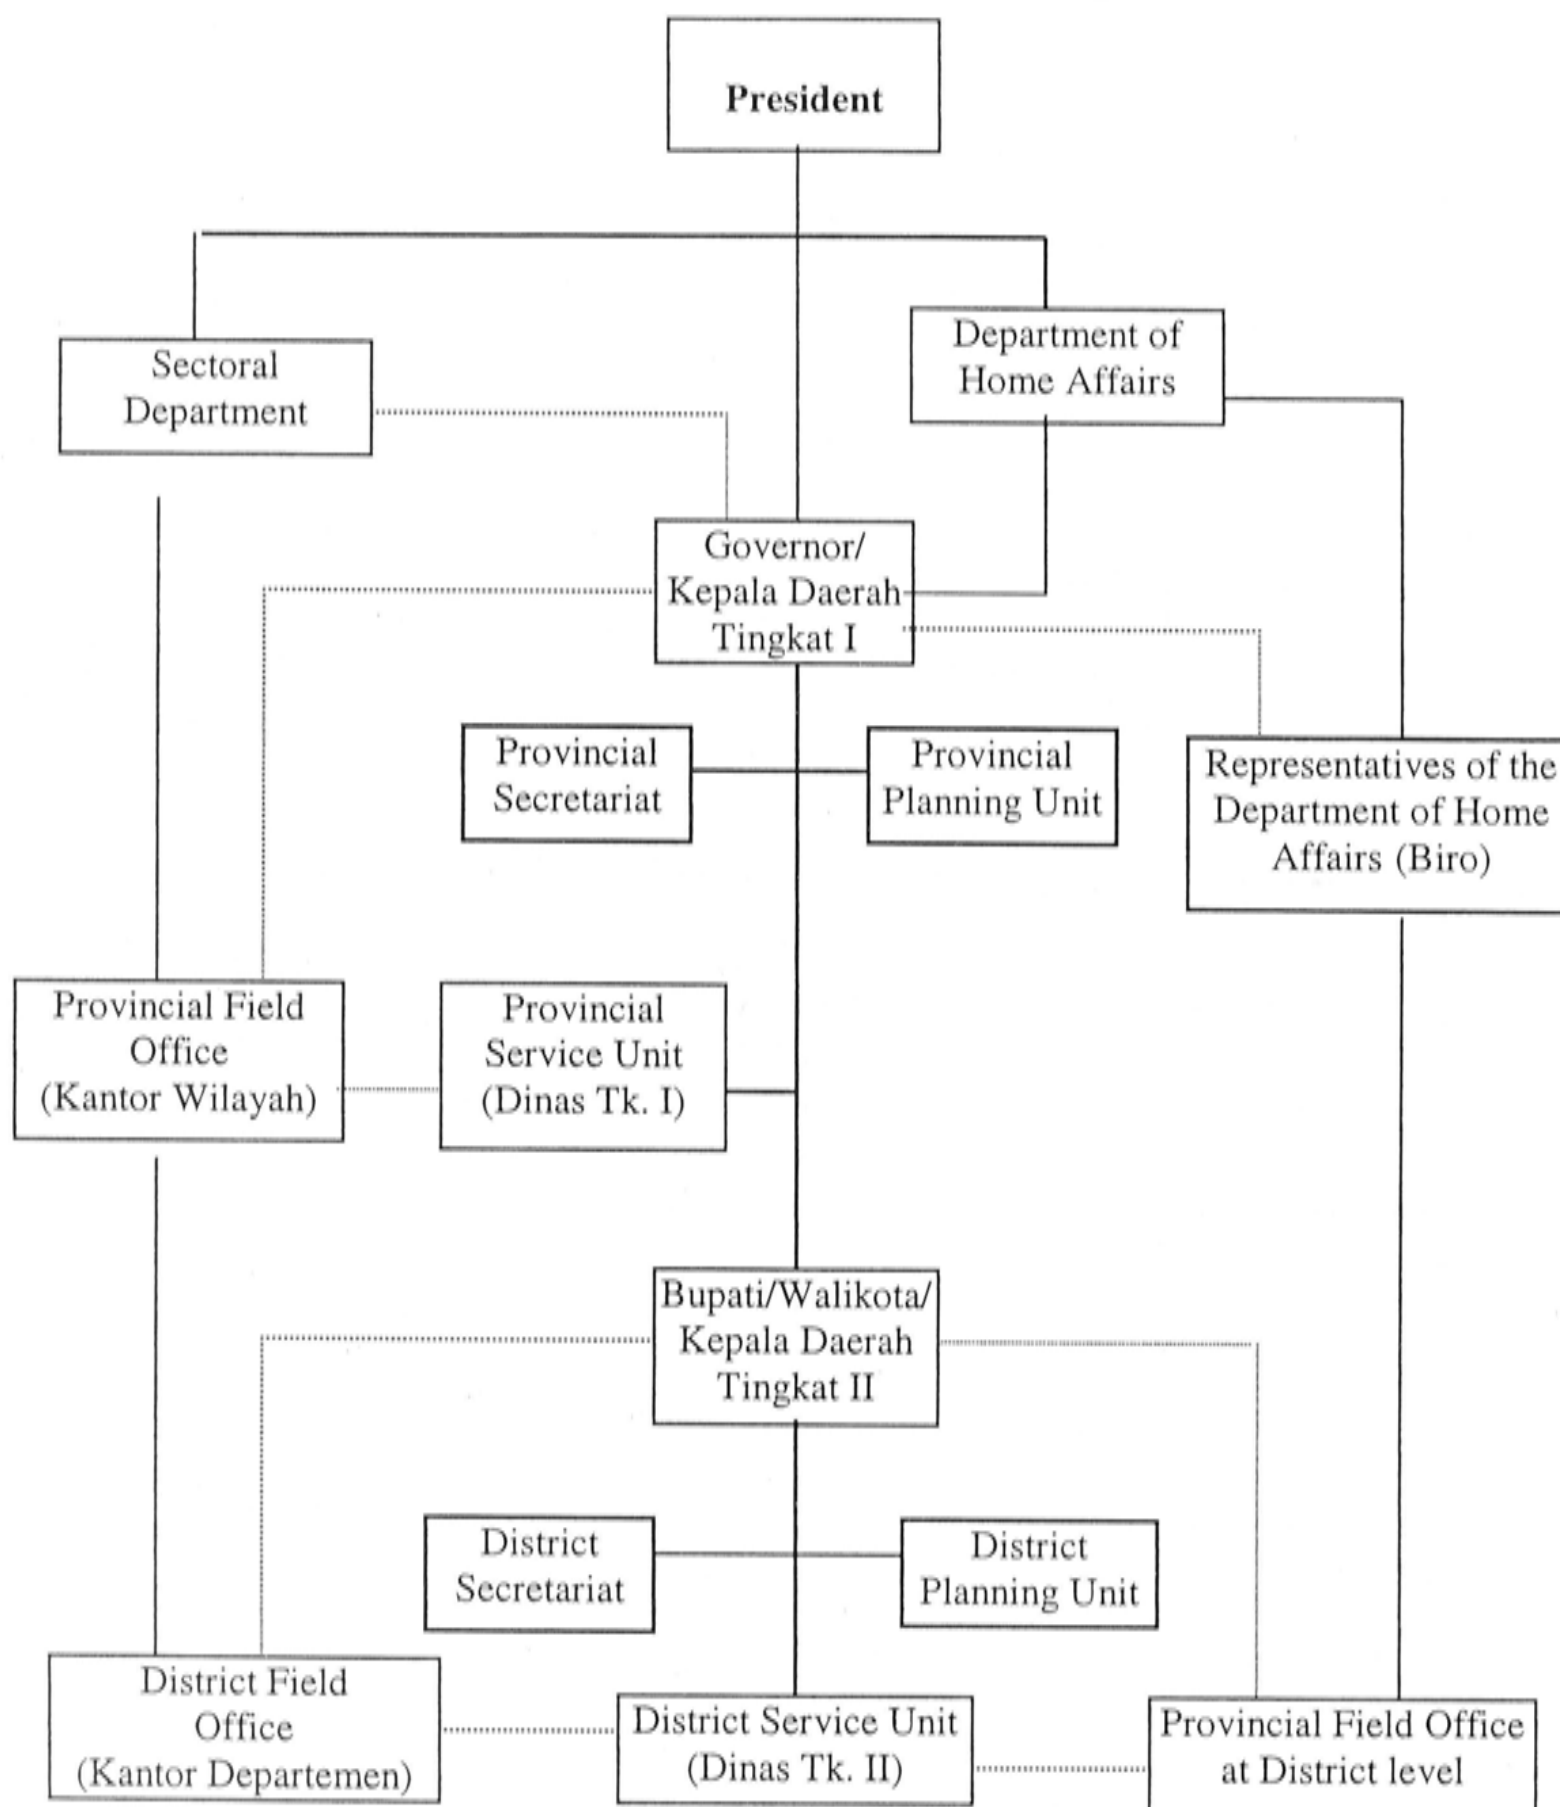 President
Sectoral
Department
Department of
Home Affairs
Governor/
Kepala Daerah
Tingkat I
Provincial
Secretariat
Provincial
Planning Unit
Representatives of the
Department of Home
Affairs (Biro)
Provincial Field
Office
(Kantor Wilayah)
Provincial
Service Unit
(Dinas Tk. I)
Bupati/Walikota/
Kepala Daerah
Tingkat II
District
Secretariat
District
Planning Unit
District Field
Office
(Kantor Departemen)
District Service Unit
(Dinas Tk. II)
Provincial Field Office
at District level